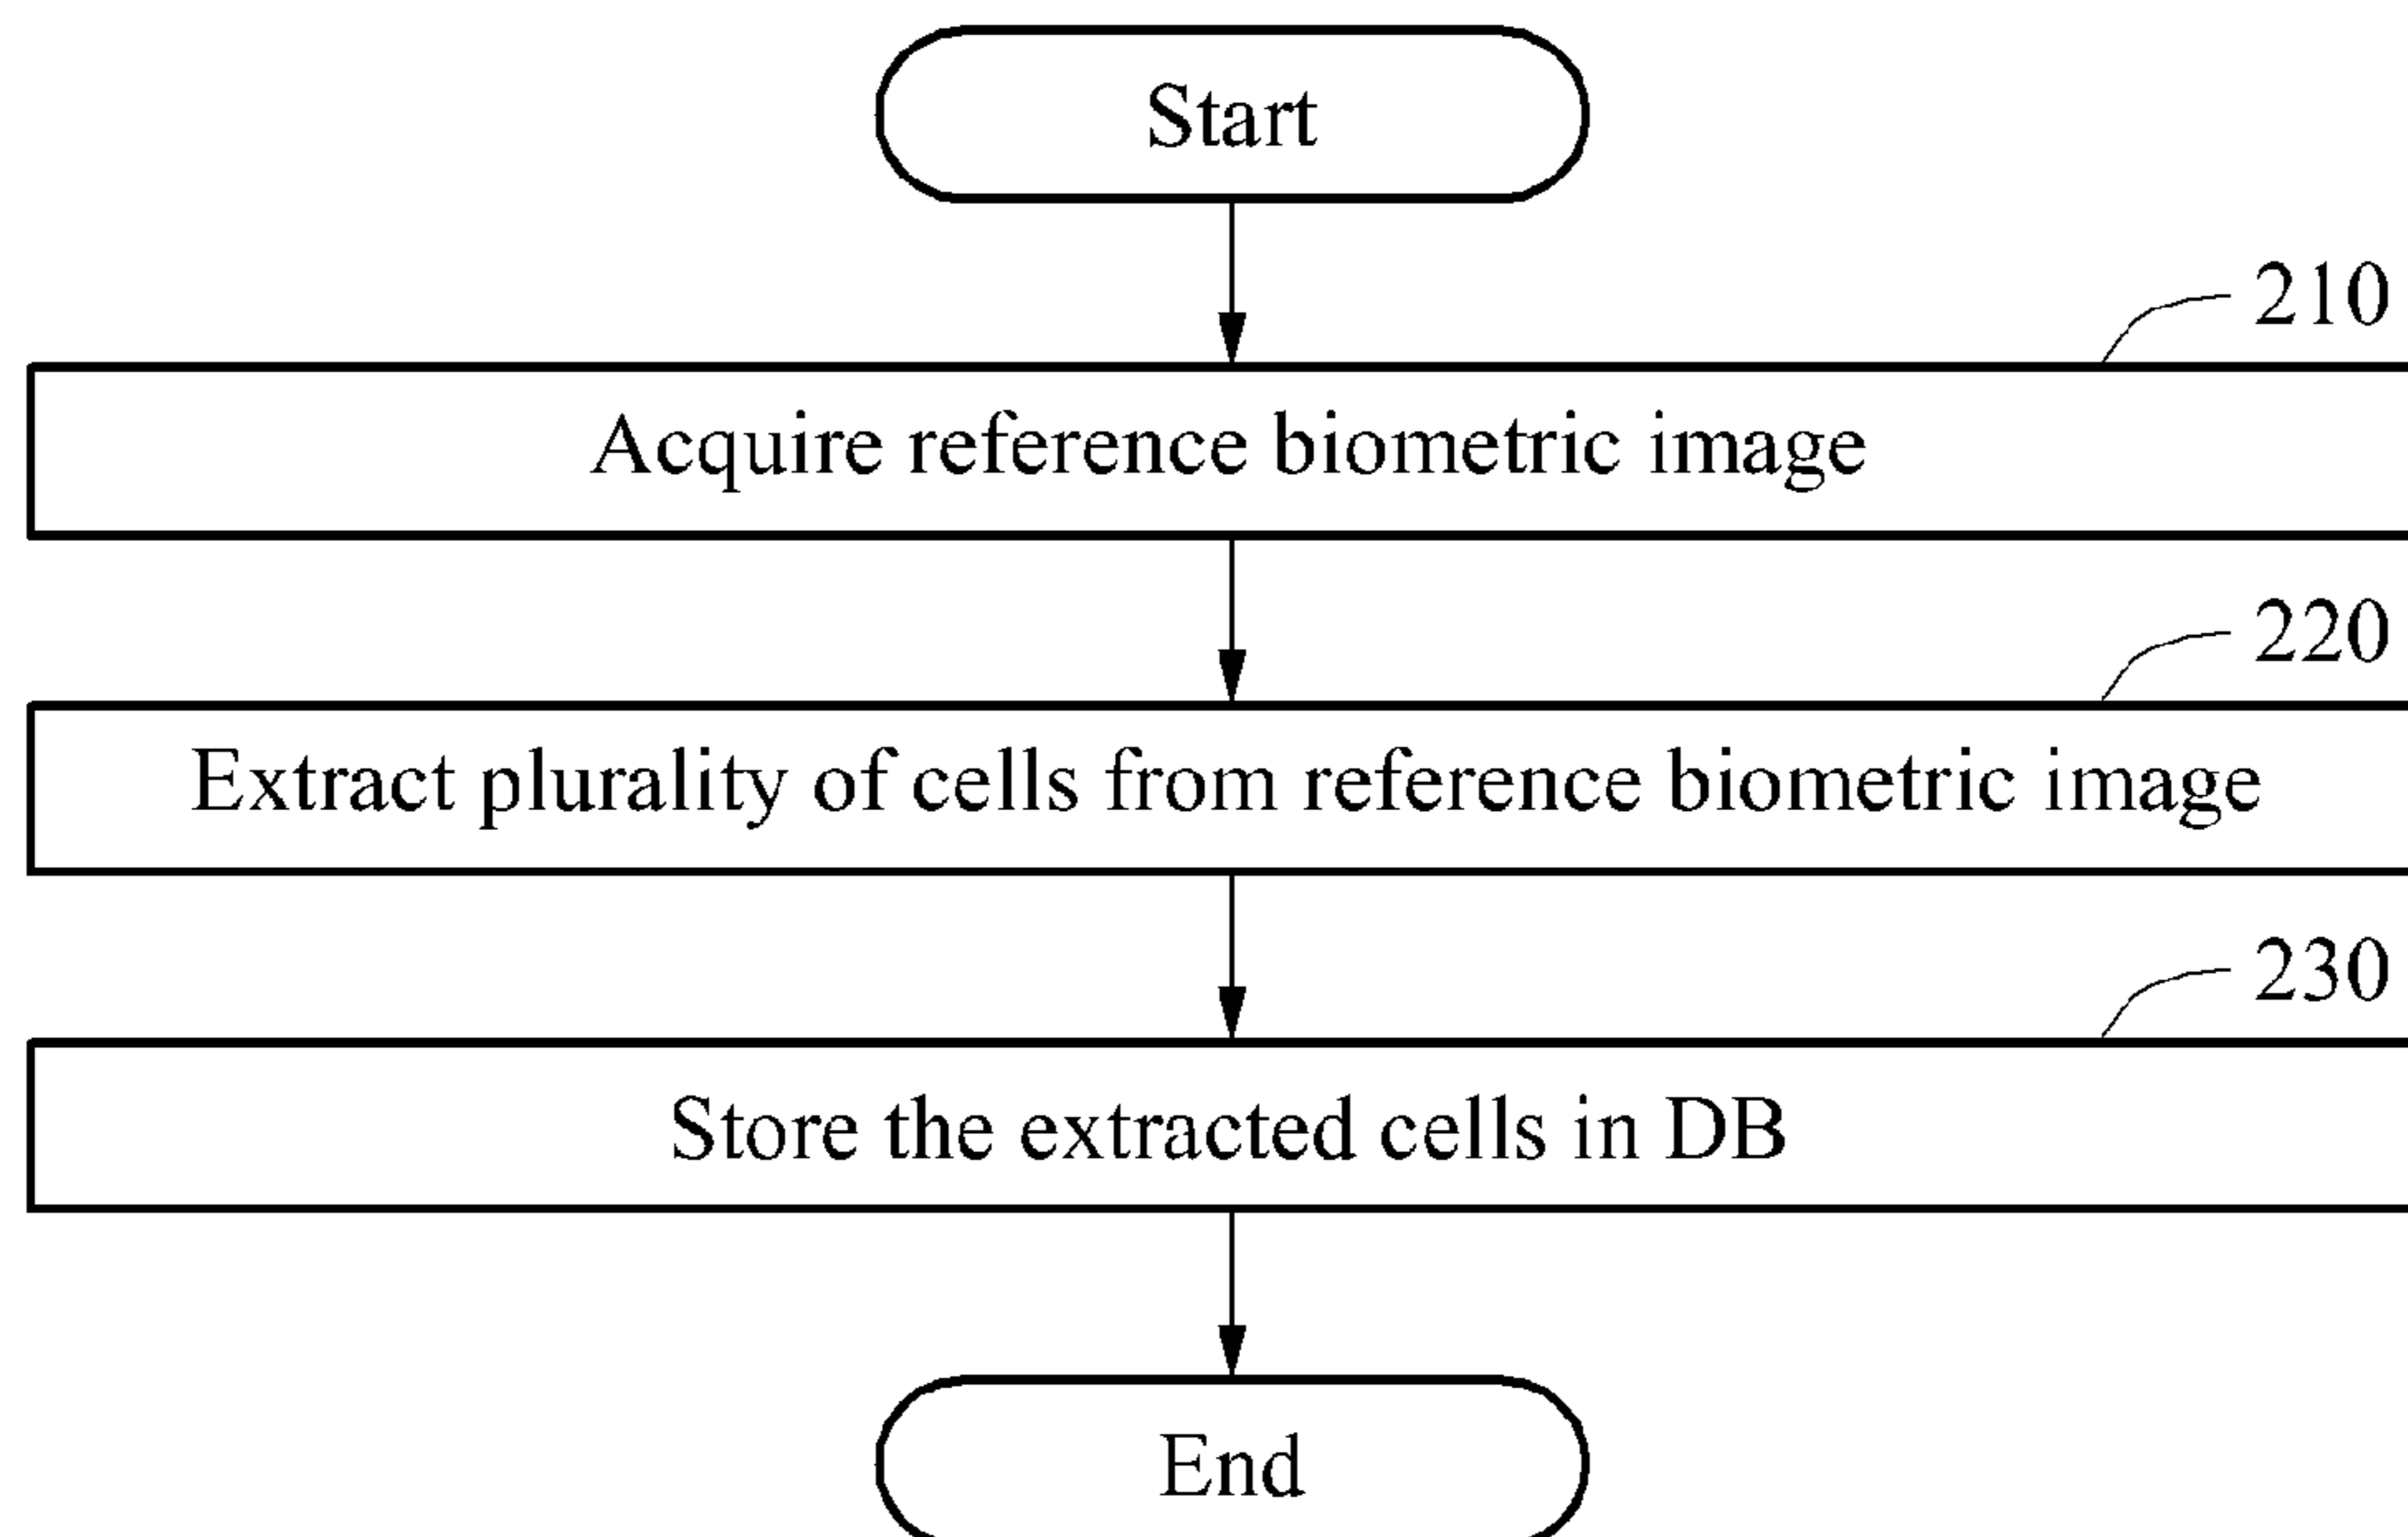 Start
210
Acquire reference biometric image
220
Extract plurality of cells from reference biometric image
230
Store the extracted cells in DB
End